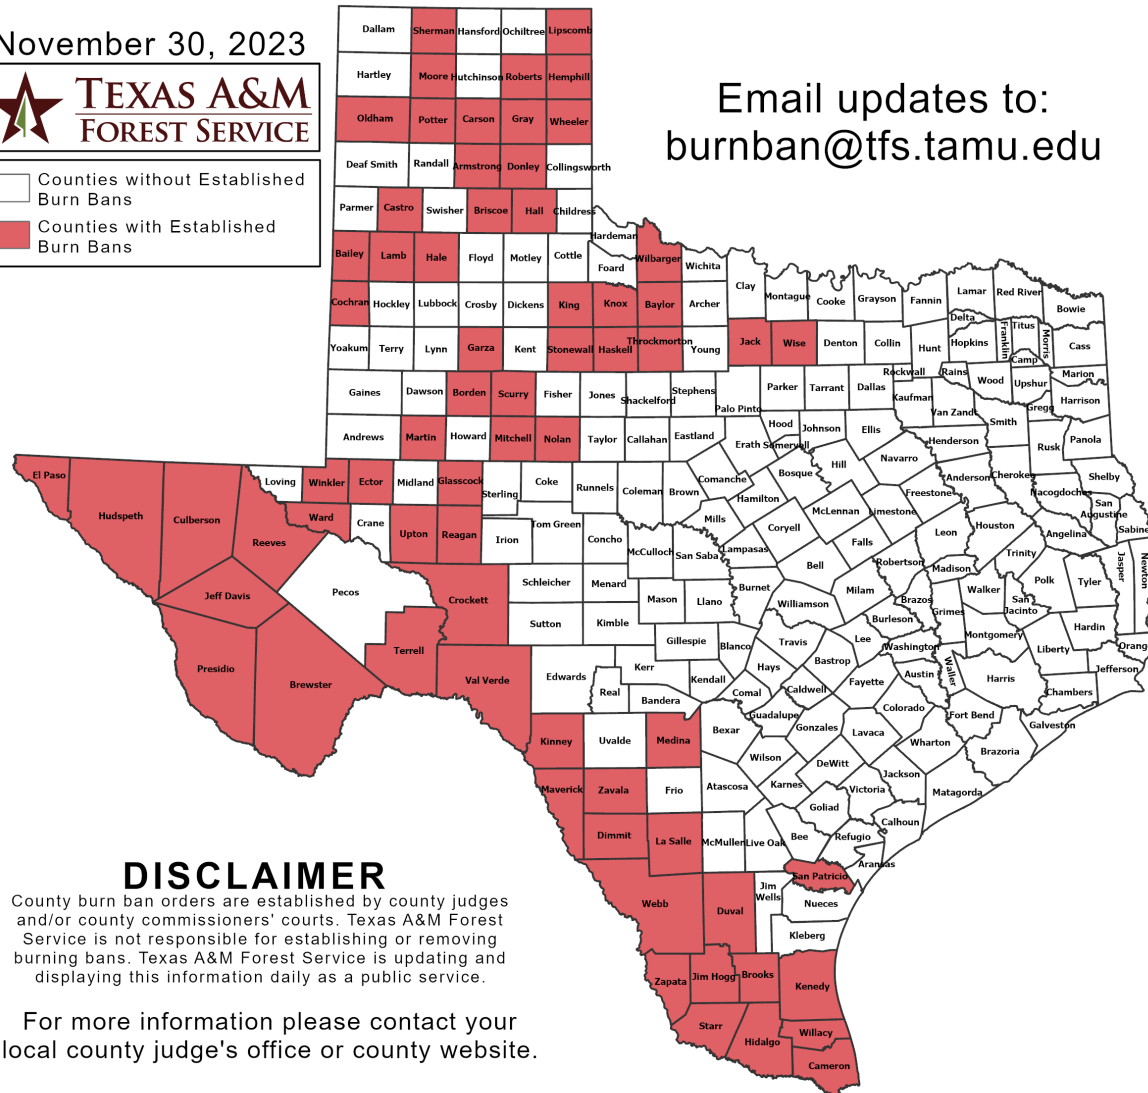 November 30, 2023
TEXAS A&M
FOREST SERVICE
Counties without Established
Burn Bans
Counties with Established
Burn Bans
Email updates to:
burnban@tfs.tamu.edu
Dallam Sherman Hansford Ochiltree Lipscomb
Hartley Moore Hutchinson Roberts Hemphill
Oldham Potter Carson Gray Wheeler
Deaf Smith Randall Armstrong Donley Collingsworth
Parmer Castro Swisher Briscoe Hall Childress
Hardeman
Bailey Lamb Hale Floyd Motley Cottle Foard Wilbarger Wichita
Clay Montague Cooke Grayson Fannin Lamar Red River Bowie
Cochran Hockley Lubbock Crosby Dickens King Knox Baylor Archer
Delta Franklin Titus Morris Cass
Yoakum Terry Lynn Garza Kent Stonewall Haskell Throckmorton Young Jack Wise Denton Collin Hunt Hopkins
Camp Marion
Gaines Dawson Borden Scurry Fisher Jones Shackelford Stephens Palo Pinto Parker Tarrant Dallas Rockwall Kaufman Rains Wood Upshur Harrison
Van Zandt Gregg Smith
Andrews Martin Howard Mitchell Nolan Taylor Callahan Eastland Erath Hood Somervell Johnson Ellis Henderson Rusk Panola
El Paso Hudspeth Culberson Reeves Loving Winkler Ector Midland Glasscock Sterling Coke Runnels Coleman Brown Comanche Hamilton Bosque Hill Navarro Freestone Anderson Cherokee Nacogdoches Shelby
San
Augustine Sabine
Ward Crane Upton Reagan Irion Tom Green Concho McCulloch San Saba Mills Lampasas Coryell McLennan Limestone Falls Leon Houston Angelina
Jeff Davis Pecos Crockett Schleicher Menard Mason Llano Burnet Bell Milam Robertson Brazos Madison Walker Trinity Polk Tyler Jasper Newton
San
Jacinto
Presidio Brewster Terrell Val Verde Sutton Kimble Gillespie Blanco Williamson Travis Burleson Lee Washington Grimes Montgomery Liberty Hardin Orange
Edwards Real Kerr Bandera Kendall Comal Hays Caldwell Bastrop Fayette Austin Waller Harris Chambers Jefferson
Kinney Uvalde Medina Bexar Guadalupe Gonzales Lavaca Colorado Wharton Fort Bend Brazoria Galveston
Wilson DeWitt Jackson Matagorda
Maverick Zavala Frio Atascosa Karnes Victoria
Goliad Calhoun
Dimmit La Salle McMullen Live Oak Bee Refugio Aransas
San Patricio
Webb Duval Jim
Wells Nueces
Kleberg
Zapata Jim Hogg Brooks Kenedy
Starr Hidalgo Willacy
Cameron
DISCLAIMER
County burn ban orders are established by county judges
and/or county commissioners' courts. Texas A&M Forest
Service is not responsible for establishing or removing
burning bans. Texas A&M Forest Service is updating and
displaying this information daily as a public service.
For more information please contact your
local county judge's office or county website.